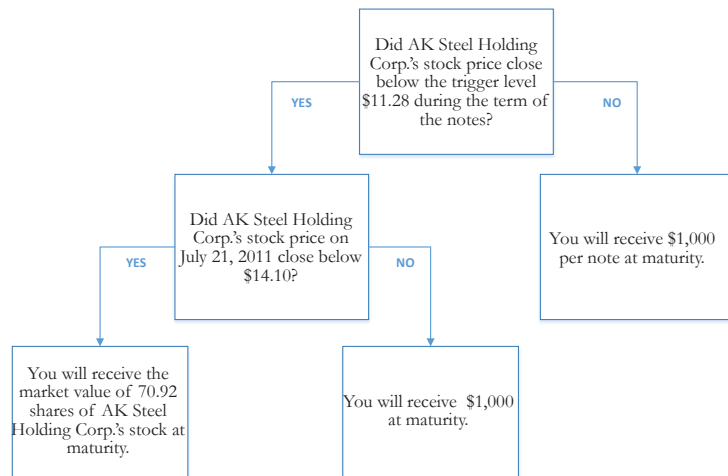 Did AK Steel Holding
Corp.'s stock price close
below the trigger level
$11.28 during the term of
the notes?
YES
NO
Did AK Steel Holding
Corp.'s stock price on
July 21, 2011 close below
$14.10?
You will receive $1,000
per note at maturity.
YES
NO
You will receive the
market value of 70.92
shares of AK Steel
Holding Corp.'s stock at
maturity.
You will receive $1,000
at maturity.